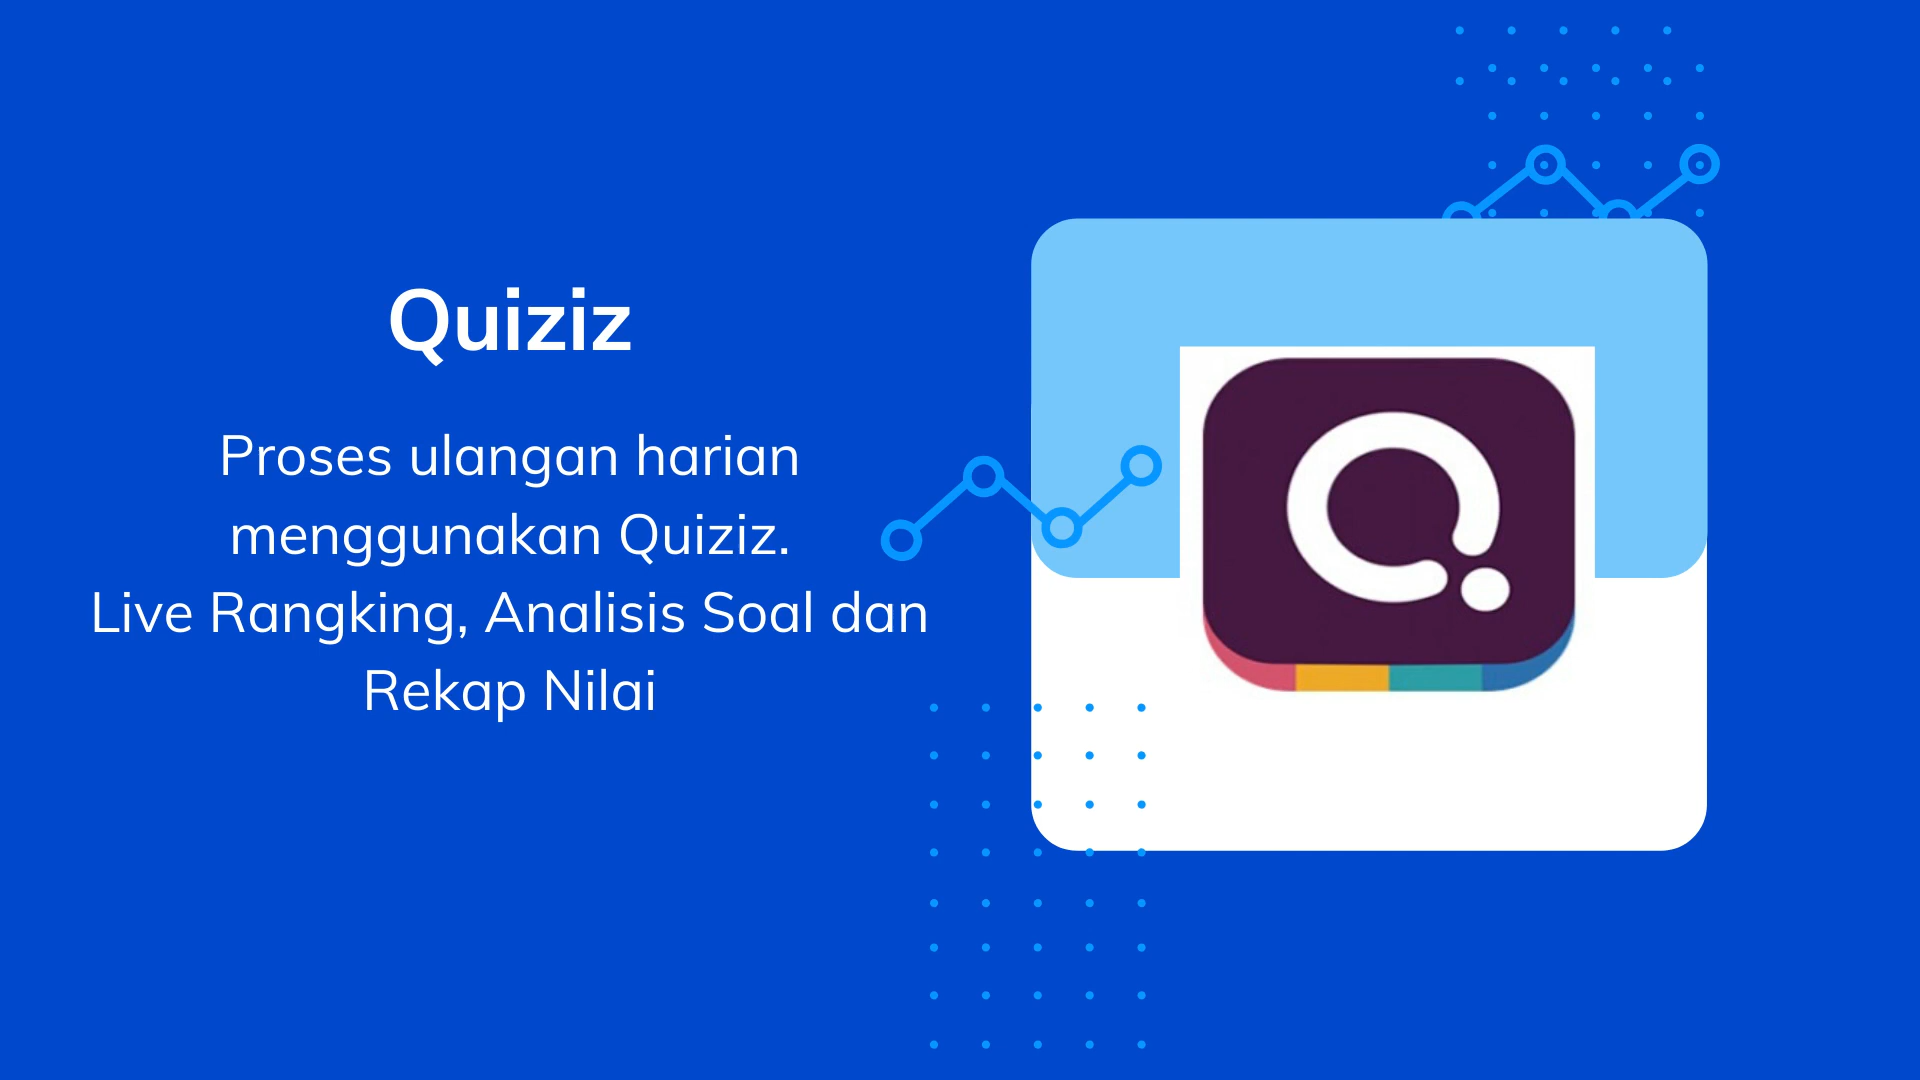 Quiziz
Proses ulangan harian
menggunakan Quiziz.
Live Rangking, Analisis Soal dan
Rekap Nilai